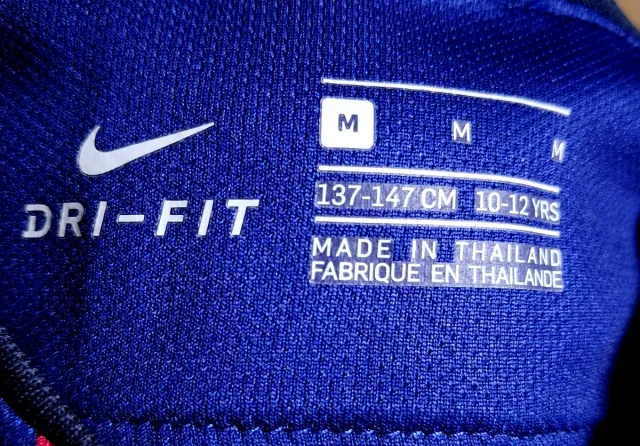 DRI-FIT
M M M
137-147 CM 10-12 YRS
MADE IN THAILAND
FABRIQUE EN THAILANDE